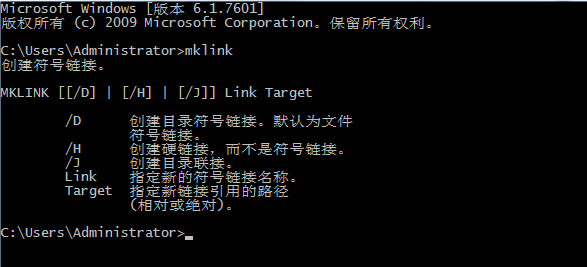 Microsoft Windows [版本 6.1.7601]
版权所有 (c) 2009 Microsoft Corporation。保留所有权利。
C:\Users\Administrator>mklink
创建符号链接。
MKLINK [[/D] | [/H] | [/J]] Link Target
/D      创建目录符号链接。默认为文件
符号链接。
/H      创建硬链接，而不是符号链接。
/J      创建目录联接。
Link    指定新的符号链接名称。
Target  指定新链接引用的路径
(相对或绝对)。
C:\Users\Administrator>_